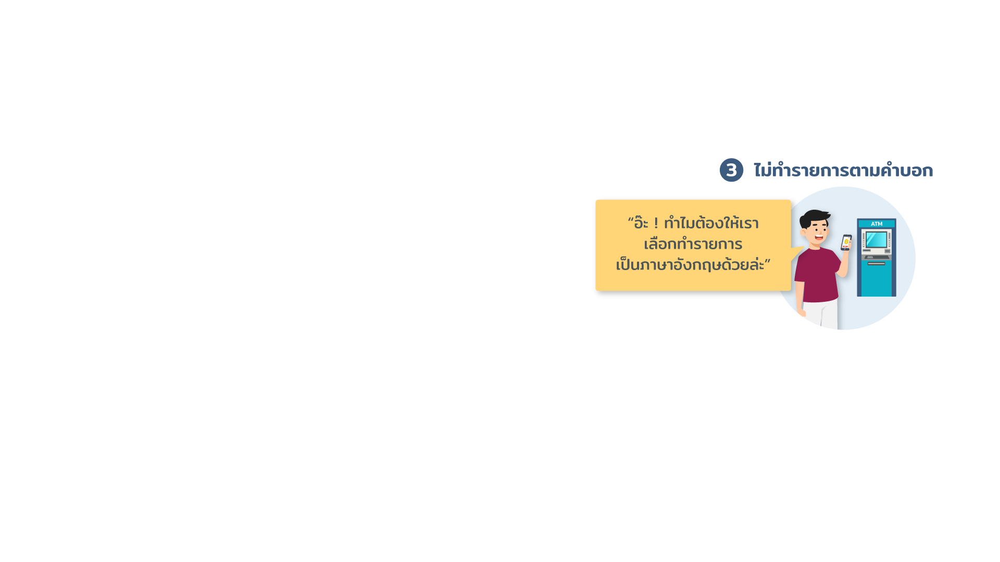 3 ไม่ทำรายการตามคำบอก
“อ๊ะ ! ทำไมต้องให้เรา
เลือกทำรายการ
เป็นภาษาอังกฤษด้วยล่ะ”
ATM